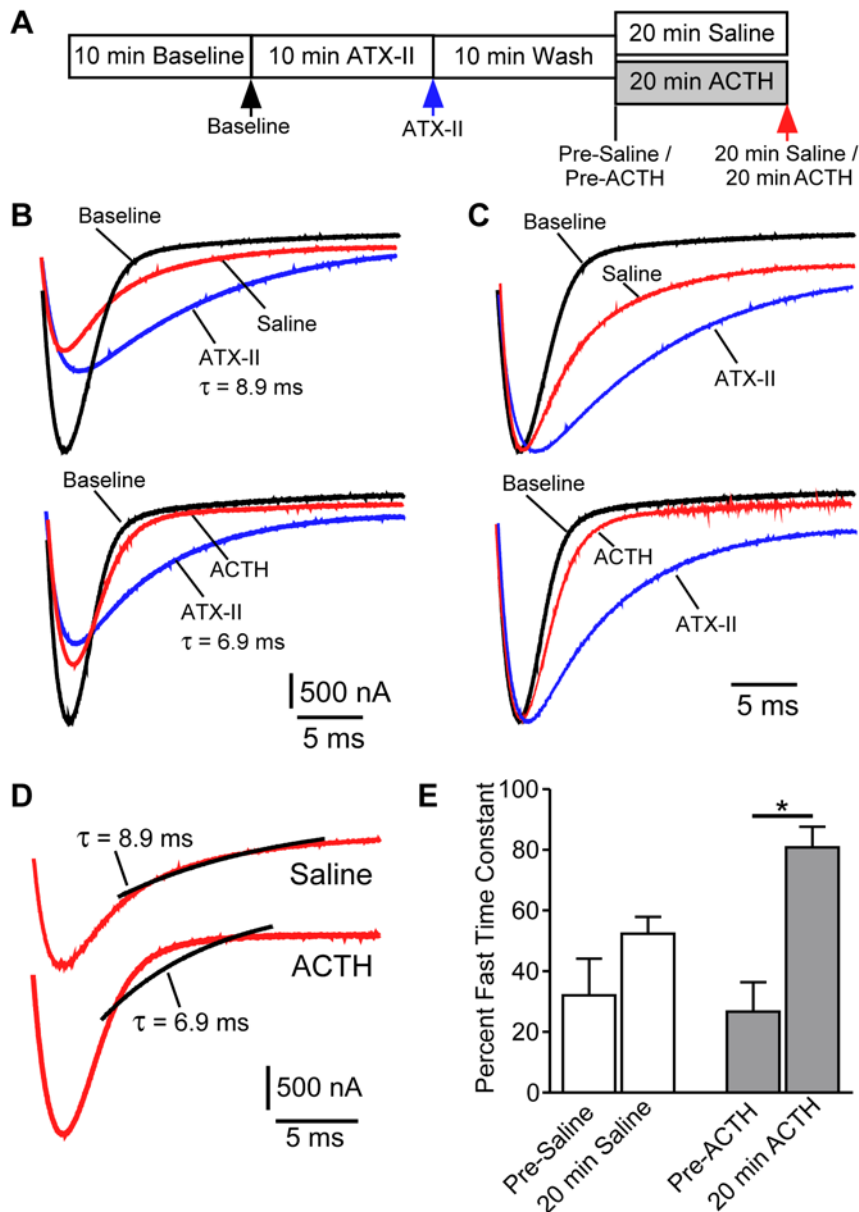 A
10 min Baseline
10 min ATX-II
10 min Wash
20 min Saline
20 min ACTH
Baseline
ATX-II
Pre-Saline /
Pre-ACTH
20 min Saline /
20 min ACTH
B
Baseline
Saline
ATX-II
τ = 8.9 ms
Baseline
ACTH
ATX-II
τ = 6.9 ms
500 nA
5 ms
C
Baseline
Saline
ATX-II
Baseline
ACTH
ATX-II
5 ms
D
τ = 8.9 ms
Saline
ACTH
τ = 6.9 ms
500 nA
5 ms
E
Percent Fast Time Constant
100
80
60
40
20
0
*
Pre-Saline
20 min Saline
Pre-ACTH
20 min ACTH